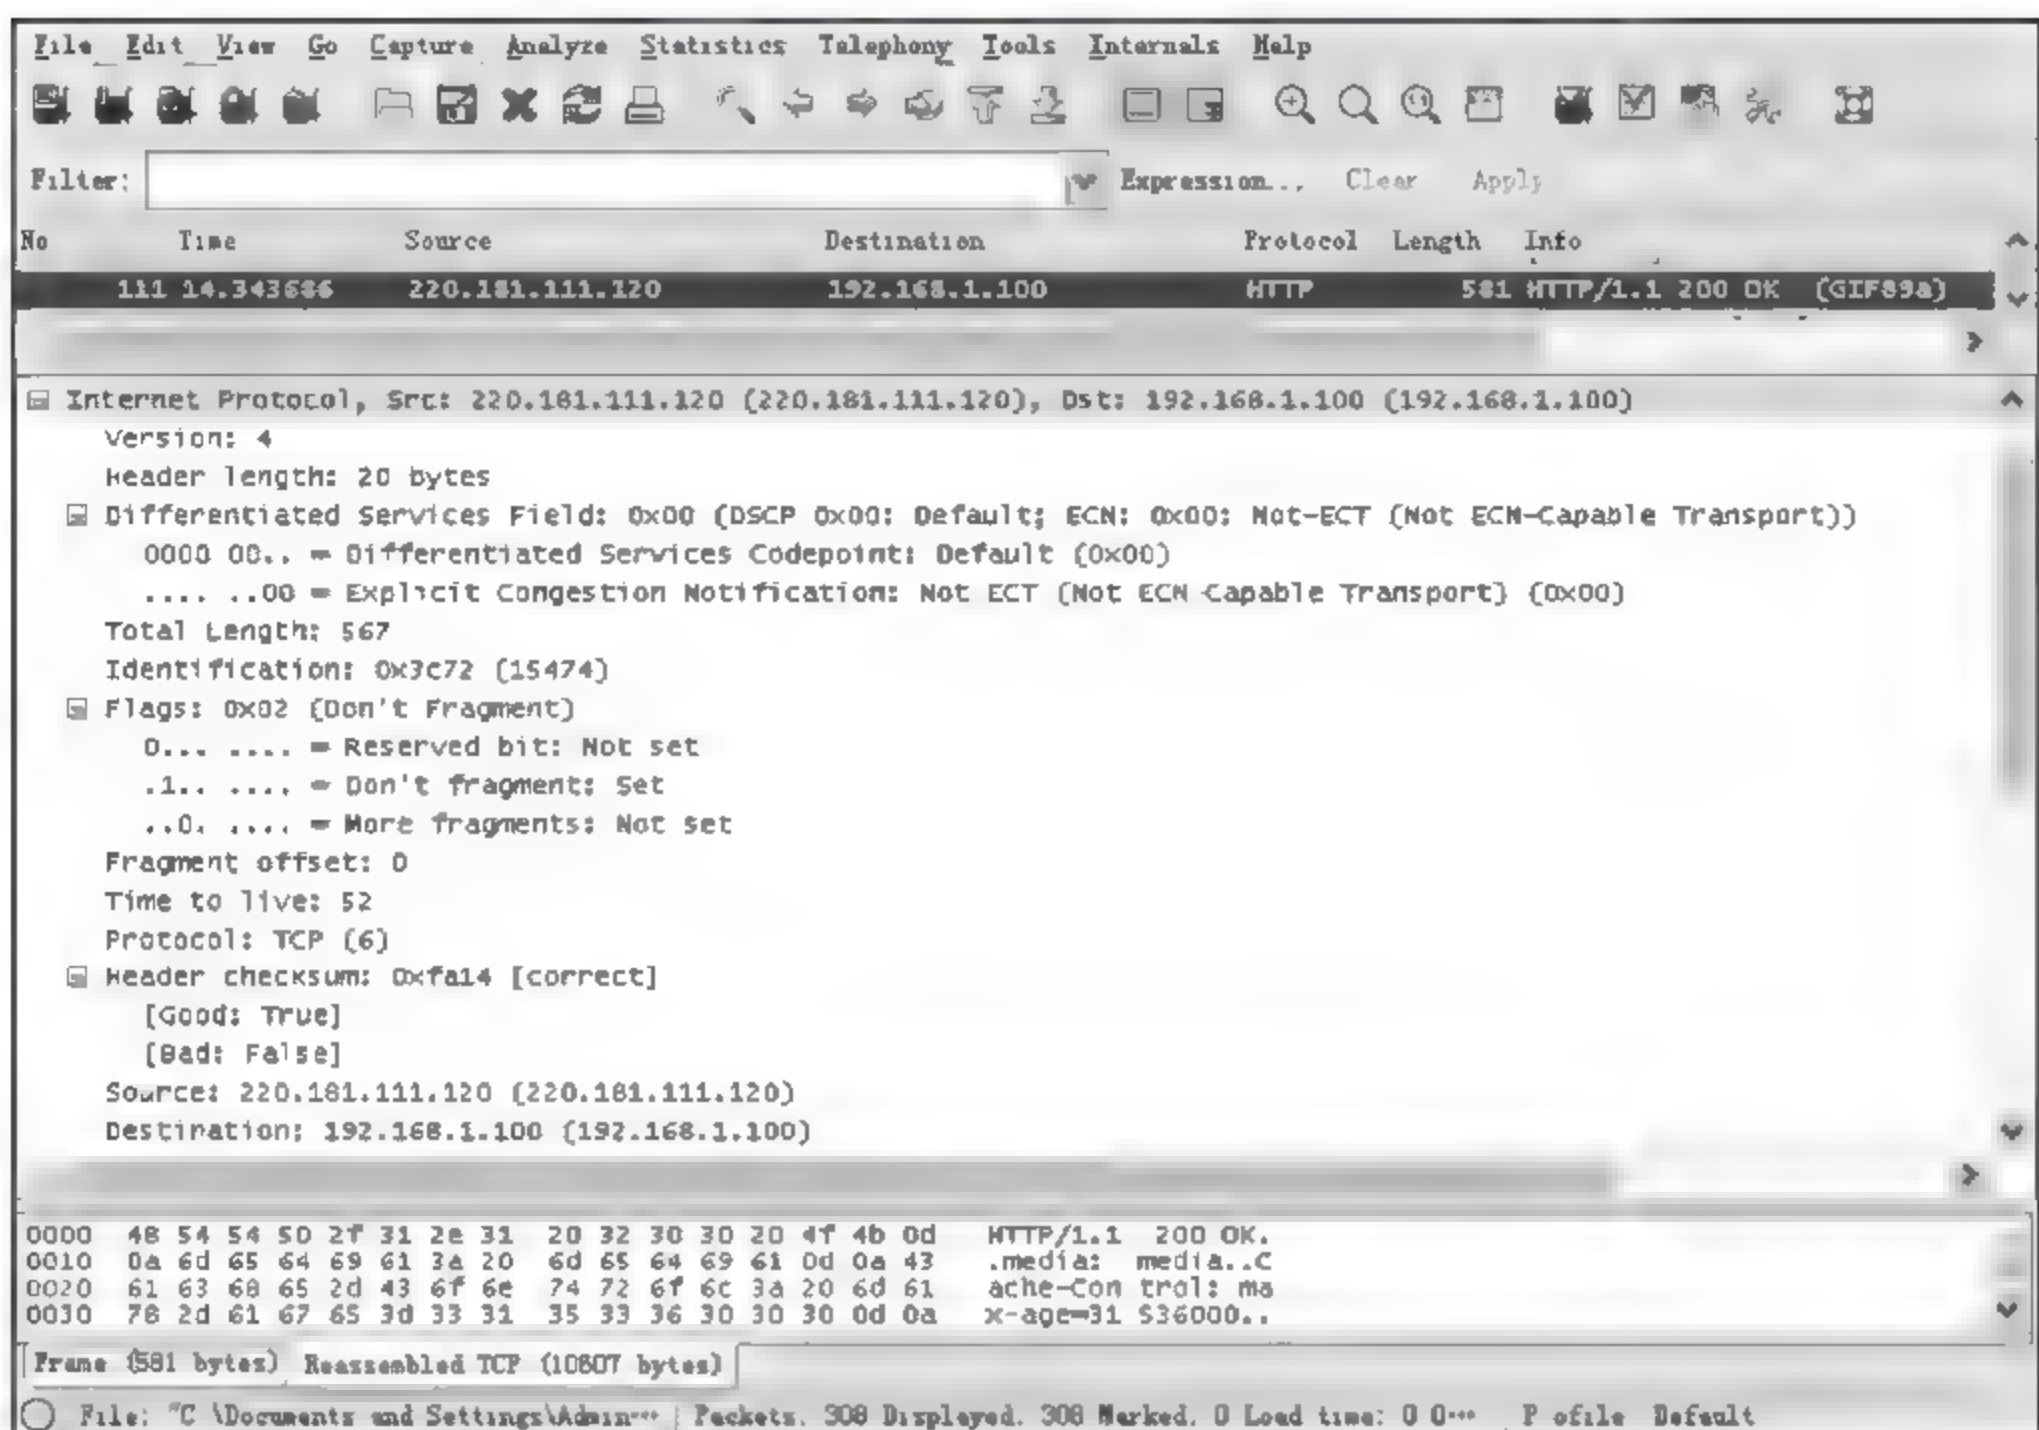 File Edit View Go Capture Analyze Statistics Telephony Tools Internals Help
Filter: Expression... Clear Apply
No Time Source Destination Protocol Length Info
111 14.343686 220.181.111.120 192.168.1.100 HTTP 581 HTTP/1.1 200 OK (GIF89a)
Internet Protocol, Src: 220.181.111.120 (220.181.111.120), Dst: 192.168.1.100 (192.168.1.100)
Version: 4
Header length: 20 bytes
Differentiated Services Field: 0x00 (DSCP 0x00: Default; ECN: 0x00: Not-ECT (Not ECN-Capable Transport))
0000 00.. = Differentiated Services Codepoint: Default (0x00)
.... ..00 = Explicit Congestion Notification: Not ECT (Not ECN-Capable Transport) (0x00)
Total Length: 567
Identification: 0x3c72 (15474)
Flags: 0x02 (Don't Fragment)
0... .... = Reserved bit: Not set
.1.. .... = Don't fragment: Set
..0. .... = More fragments: Not set
Fragment offset: 0
Time to live: 52
Protocol: TCP (6)
Header checksum: 0xfa14 [correct]
[Good: True]
[Bad: False]
Source: 220.181.111.120 (220.181.111.120)
Destination: 192.168.1.100 (192.168.1.100)
0000 48 54 54 50 2f 31 2e 31 20 32 30 30 20 4f 4b 0d HTTP/1.1 200 OK.
0010 0a 6d 65 64 69 61 3a 20 6d 65 64 69 61 0d 0a 43 .media: media..C
0020 61 63 68 65 2d 43 6f 6e 74 72 6f 6c 3a 20 6d 61 ache-Con trol: ma
0030 78 2d 61 67 65 3d 33 31 35 33 36 30 30 30 0d 0a x-age=31 536000..
Frame (581 bytes) Reassembled TCP (10607 bytes)
File: "C \Documents and Settings\Admin... Packets. 308 Displayed. 308 Marked. 0 Load time: 0 0... P ofile Default